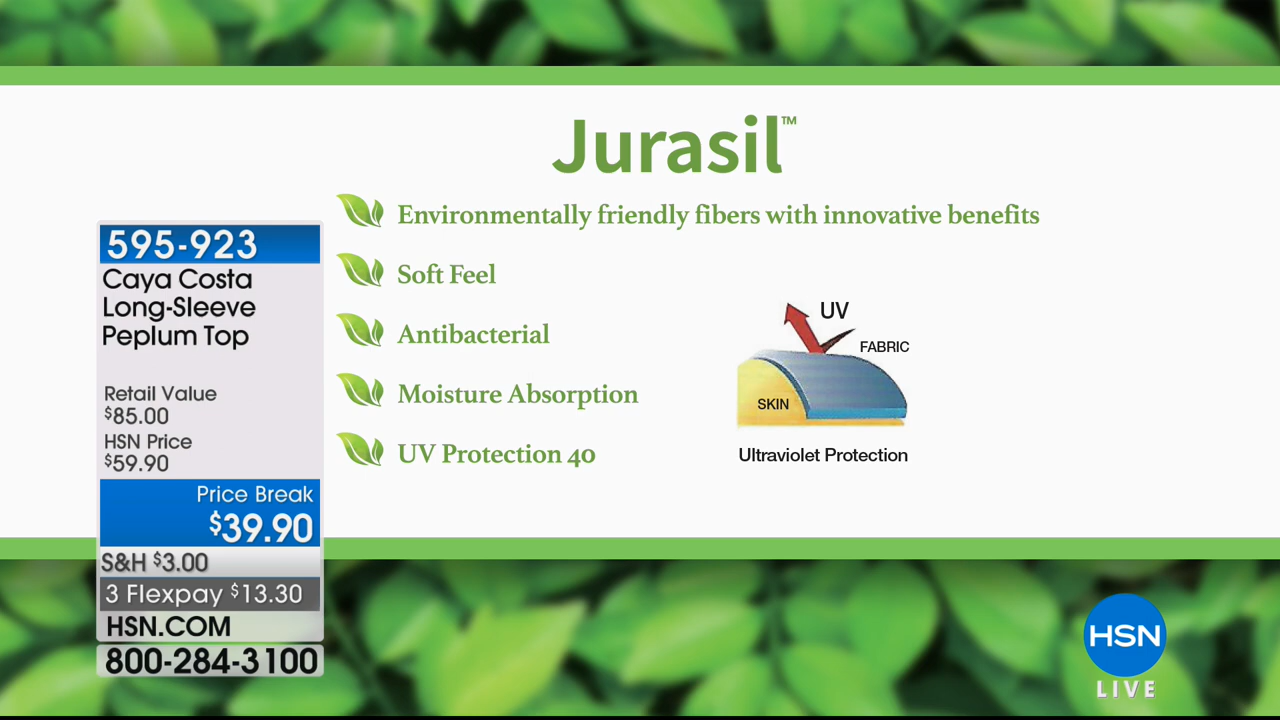 Jurasil™
Environmentally friendly fibers with innovative benefits
Soft Feel
Antibacterial
Moisture Absorption
UV Protection 40
UV
FABRIC
SKIN
Ultraviolet Protection
595-923
Caya Costa
Long-Sleeve
Peplum Top
Retail Value
$85.00
HSN Price
$59.90
Price Break
$39.90
S&H $3.00
3 Flexpay $13.30
HSN.COM
800-284-3100
HSN
LIVE